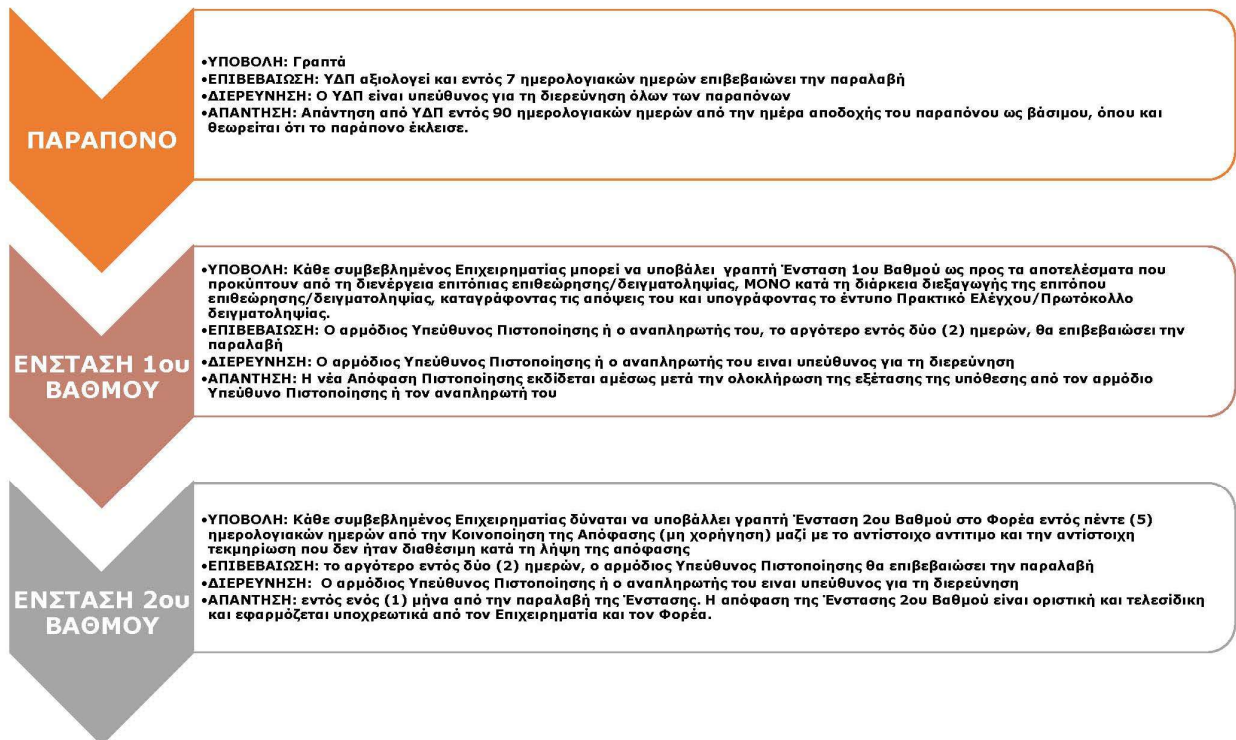 ΠΑΡΑΠΟΝΟ
•ΥΠΟΒΟΛΗ: Γραπτά
•ΕΠΙΒΕΒΑΙΩΣΗ: ΥΔΠ αξιολογεί και εντός 7 ημερολογιακών ημερών επιβεβαιώνει την παραλαβή
•ΔΙΕΡΕΥΝΗΣΗ: Ο ΥΔΠ είναι υπεύθυνος για τη διερεύνηση όλων των παραπόνων
•ΑΠΑΝΤΗΣΗ: Απάντηση από ΥΔΠ εντός 90 ημερολογιακών ημερών από την ημέρα αποδοχής του παραπόνου ως βάσιμου, όπου και
θεωρείται ότι το παράπονο έκλεισε.
ΕΝΣΤΑΣΗ 1ου
ΒΑΘΜΟΥ
•ΥΠΟΒΟΛΗ: Κάθε συμβεβλημένος Επιχειρηματίας μπορεί να υποβάλει γραπτή Ένσταση 1ου Βαθμού ως προς τα αποτελέσματα που
προκύπτουν από τη διενέργεια επιτόπιας επιθεώρησης/δειγματοληψίας, ΜΟΝΟ κατά τη διάρκεια διεξαγωγής της επιτόπου
επιθεώρησης/δειγματοληψίας, καταγράφοντας τις απόψεις του και υπογράφοντας το έντυπο Πρακτικό Ελέγχου/Πρωτόκολλο
δειγματοληψίας.
•ΕΠΙΒΕΒΑΙΩΣΗ: Ο αρμόδιος Υπεύθυνος Πιστοποίησης ή ο αναπληρωτής του, το αργότερο εντός δύο (2) ημερών, θα επιβεβαιώσει την
παραλαβή
•ΔΙΕΡΕΥΝΗΣΗ: Ο αρμόδιος Υπεύθυνος Πιστοποίησης ή ο αναπληρωτής του ειναι υπεύθυνος για τη διερεύνηση
•ΑΠΑΝΤΗΣΗ: Η νέα Απόφαση Πιστοποίησης εκδίδεται αμέσως μετά την ολοκλήρωση της εξέτασης της υπόθεσης από τον αρμόδιο
Υπεύθυνο Πιστοποίησης ή τον αναπληρωτή του
ΕΝΣΤΑΣΗ 2ου
ΒΑΘΜΟΥ
•ΥΠΟΒΟΛΗ: Κάθε συμβεβλημένος Επιχειρηματίας δύναται να υποβάλλει γραπτή Ένσταση 2ου Βαθμού στο Φορέα εντός πέντε (5)
ημερολογιακών ημερών από την Κοινοποίηση της Απόφασης (μη χορήγηση) μαζί με το αντίστοιχο αντιτιμο και την αντίστοιχη
τεκμηρίωση που δεν ήταν διαθέσιμη κατά τη λήψη της απόφασης
•ΕΠΙΒΕΒΑΙΩΣΗ: το αργότερο εντός δύο (2) ημερών, ο αρμόδιος Υπεύθυνος Πιστοποίησης θα επιβεβαιώσει την παραλαβή
•ΔΙΕΡΕΥΝΗΣΗ: Ο αρμόδιος Υπεύθυνος Πιστοποίησης ή ο αναπληρωτής του ειναι υπεύθυνος για τη διερεύνηση
•ΑΠΑΝΤΗΣΗ: εντός ενός (1) μήνα από την παραλαβή της Ένστασης. Η απόφαση της Ένστασης 2ου Βαθμού είναι οριστική και τελεσίδικη
και εφαρμόζεται υποχρεωτικά από τον Επιχειρηματία και τον Φορέα.